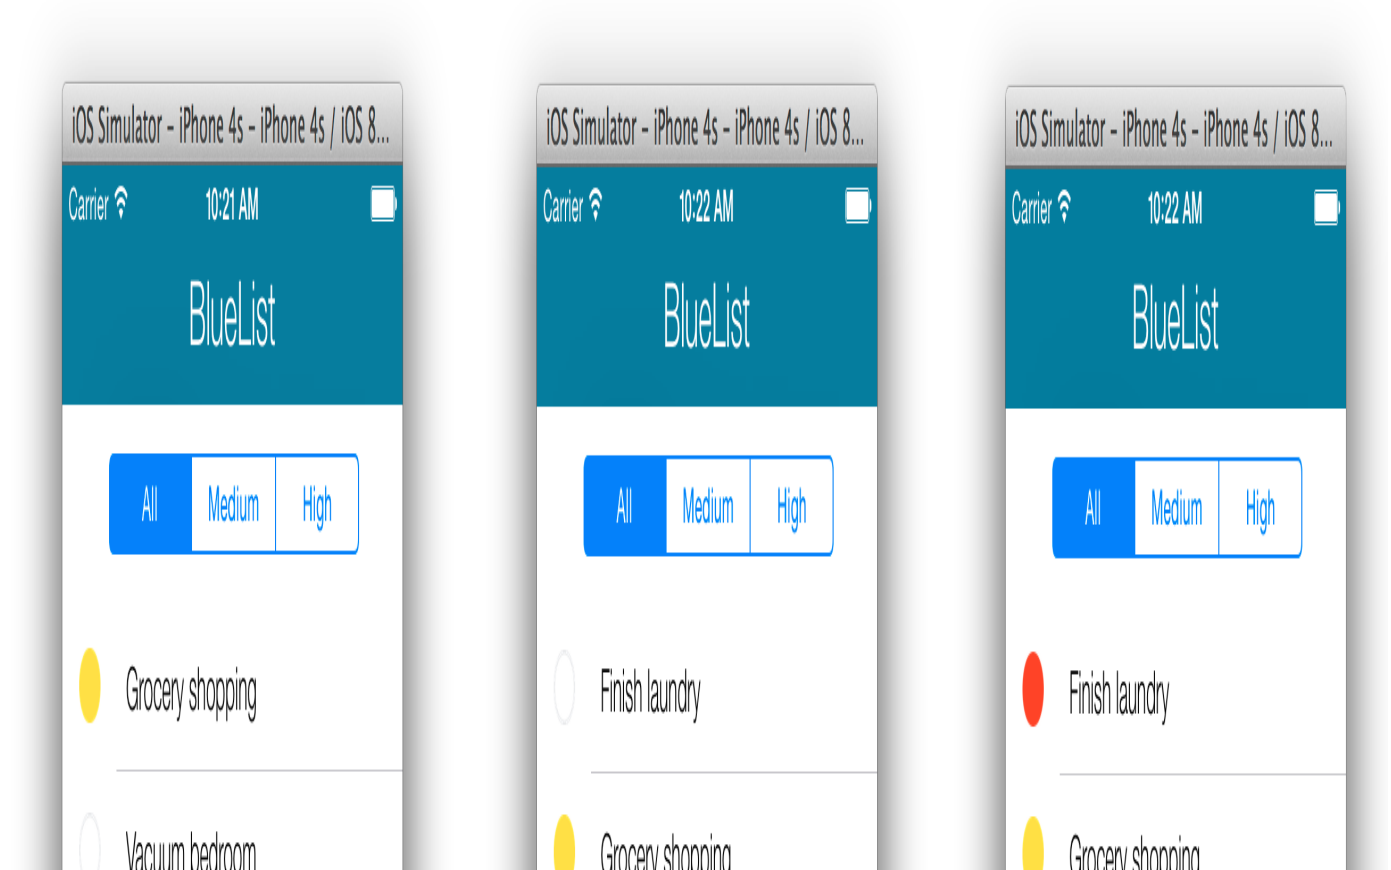 iOS Simulator – iPhone 4s – iPhone 4s / iOS 8...
Carrier 10:21 AM
BlueList
All Medium High
Grocery shopping
Vacuum bedroom
iOS Simulator – iPhone 4s – iPhone 4s / iOS 8...
Carrier 10:22 AM
BlueList
All Medium High
Finish laundry
Grocery shopping
iOS Simulator – iPhone 4s – iPhone 4s / iOS 8...
Carrier 10:22 AM
BlueList
All Medium High
Finish laundry
Grocery shopping